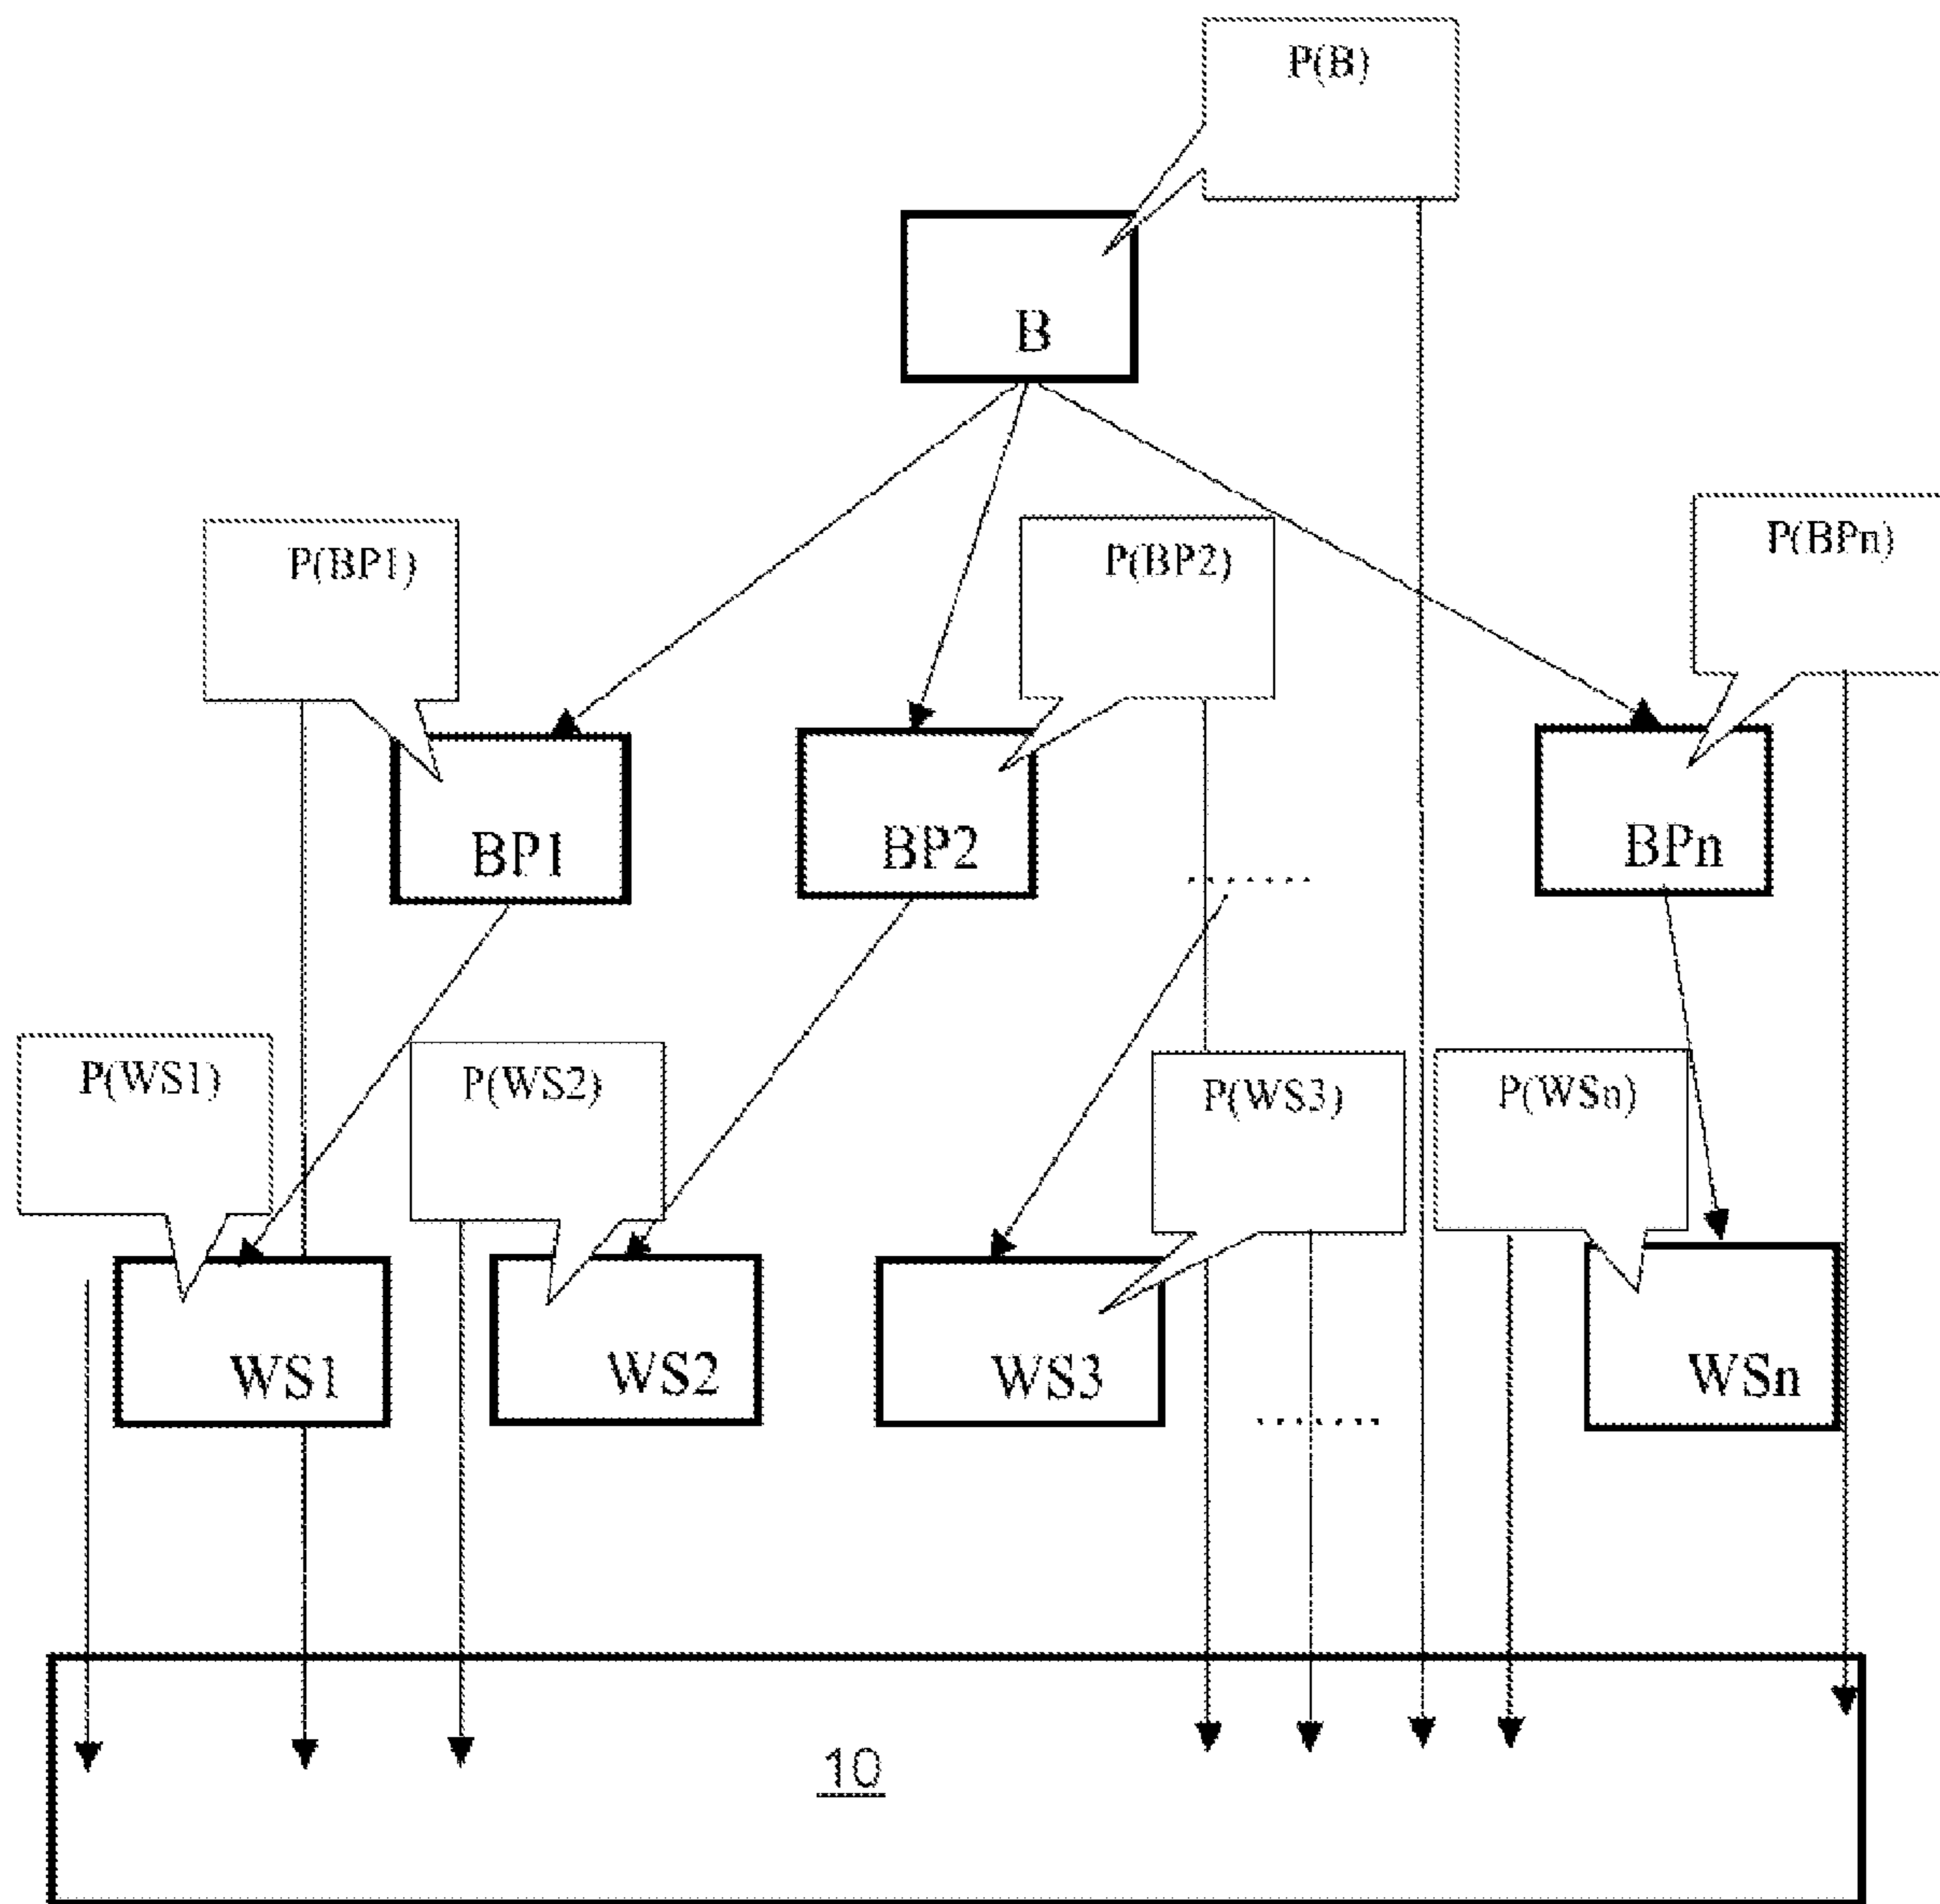 P(B)
B
P(BP1)
P(BP2)
P(BPn)
BP1
BP2
........
BPn
P(WS1)
P(WS2)
P(WS3)
P(WSn)
WS1
WS2
WS3
........
WSn
10